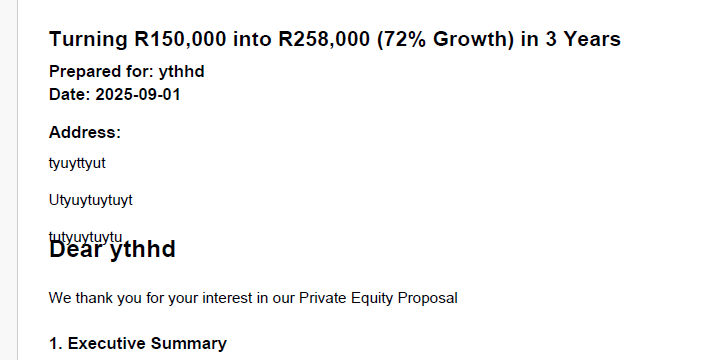 Turning R150,000 into R258,000 (72% Growth) in 3 Years
Prepared for: ythhd
Date: 2025-09-01
Address:
tyuyttyut
Utyuytuytuyt
tutyuytuytu
Dear ythhd
We thank you for your interest in our Private Equity Proposal
1. Executive Summary